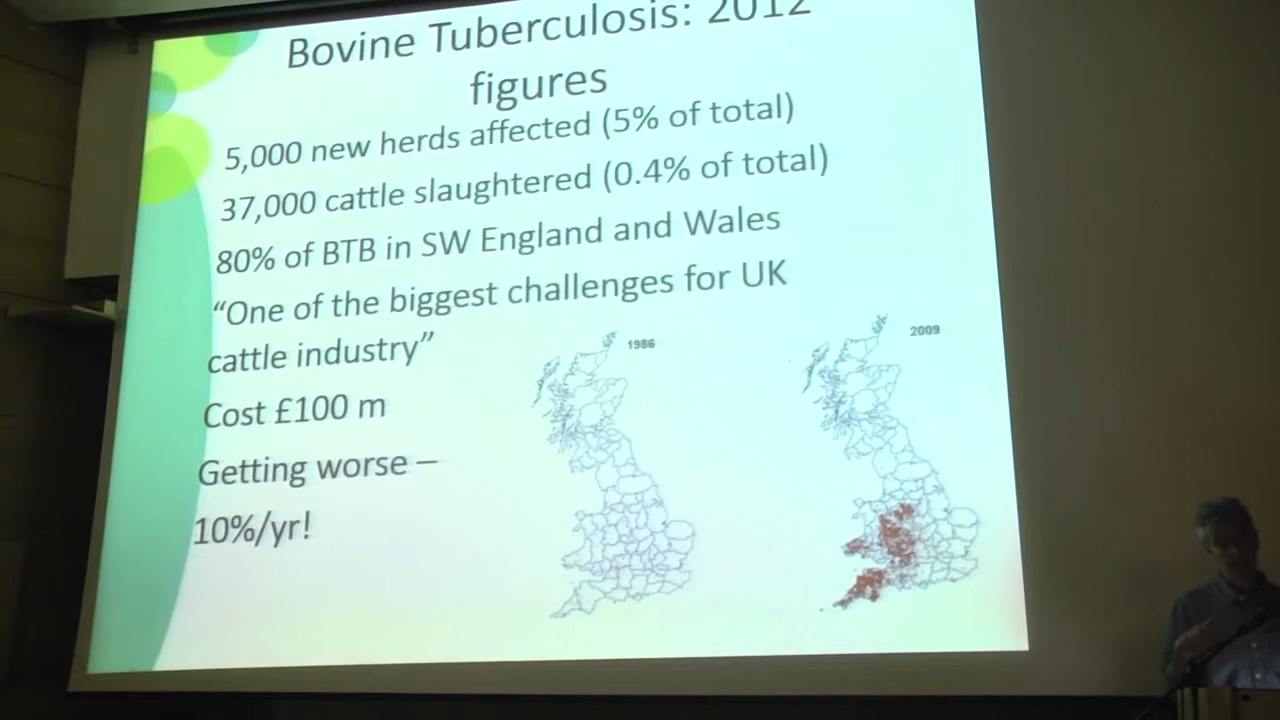 Bovine Tuberculosis: 2012
figures
5,000 new herds affected (5% of total)
37,000 cattle slaughtered (0.4% of total)
80% of BTB in SW England and Wales
“One of the biggest challenges for UK
cattle industry”
1986
2009
Cost £100 m
Getting worse –
10%/yr!